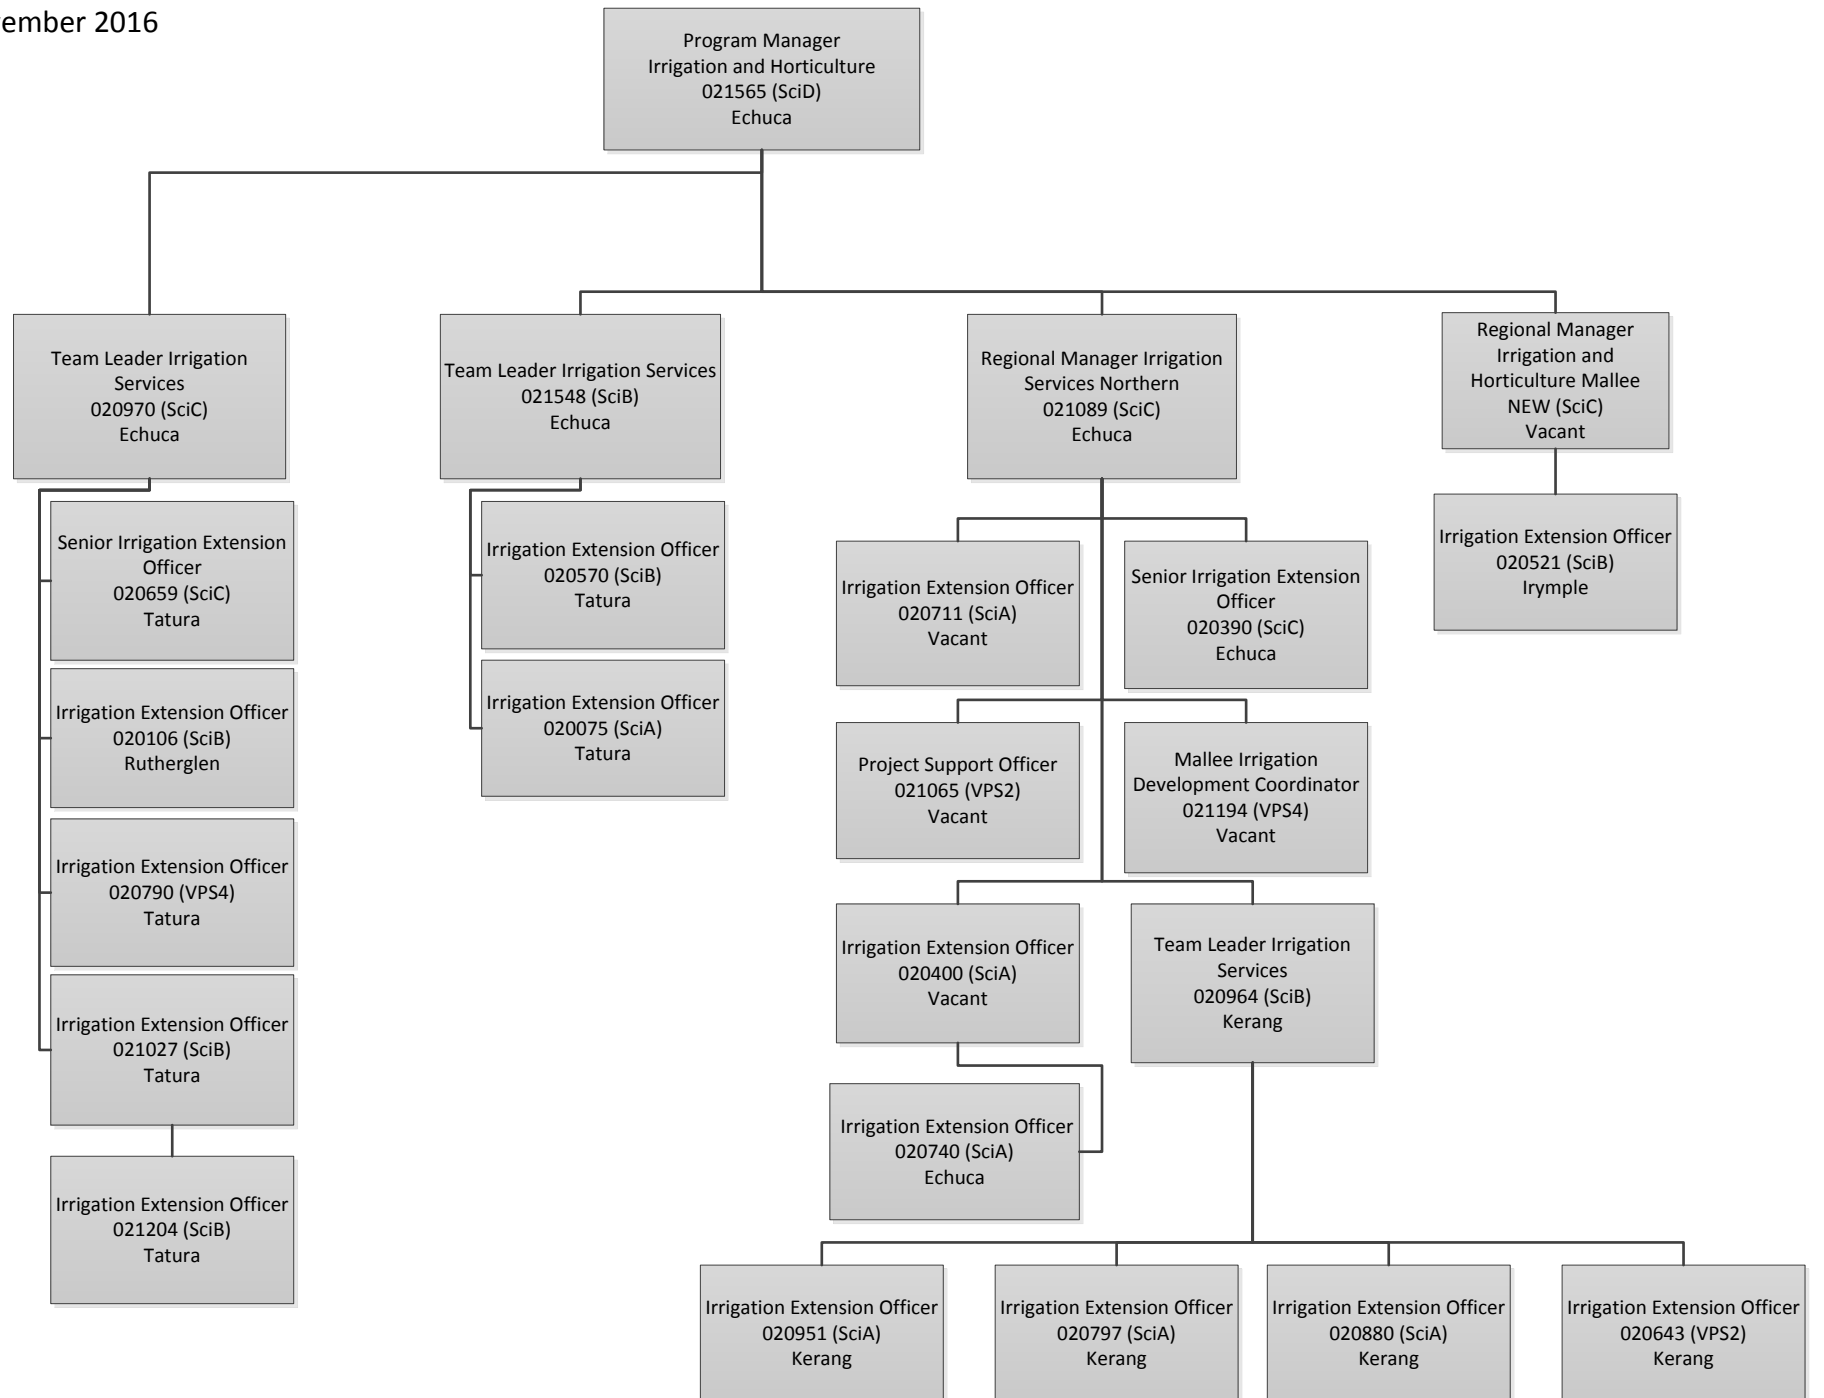 ember 2016
Program Manager
Irrigation and Horticulture
021565 (SciD)
Echuca
Team Leader Irrigation
Services
020970 (SciC)
Echuca
Team Leader Irrigation Services
021548 (SciB)
Echuca
Regional Manager Irrigation
Services Northern
021089 (SciC)
Echuca
Regional Manager
Irrigation and
Horticulture Mallee
NEW (SciC)
Vacant
Senior Irrigation Extension
Officer
020659 (SciC)
Tatura
Irrigation Extension Officer
020106 (SciB)
Rutherglen
Irrigation Extension Officer
020790 (VPS4)
Tatura
Irrigation Extension Officer
021027 (SciB)
Tatura
Irrigation Extension Officer
021204 (SciB)
Tatura
Irrigation Extension Officer
020570 (SciB)
Tatura
Irrigation Extension Officer
020075 (SciA)
Tatura
Irrigation Extension Officer
020711 (SciA)
Vacant
Senior Irrigation Extension
Officer
020390 (SciC)
Echuca
Project Support Officer
021065 (VPS2)
Vacant
Mallee Irrigation
Development Coordinator
021194 (VPS4)
Vacant
Irrigation Extension Officer
020400 (SciA)
Vacant
Team Leader Irrigation
Services
020964 (SciB)
Kerang
Irrigation Extension Officer
020740 (SciA)
Echuca
Irrigation Extension Officer
020521 (SciB)
Irymple
Irrigation Extension Officer
020951 (SciA)
Kerang
Irrigation Extension Officer
020797 (SciA)
Kerang
Irrigation Extension Officer
020880 (SciA)
Kerang
Irrigation Extension Officer
020643 (VPS2)
Kerang